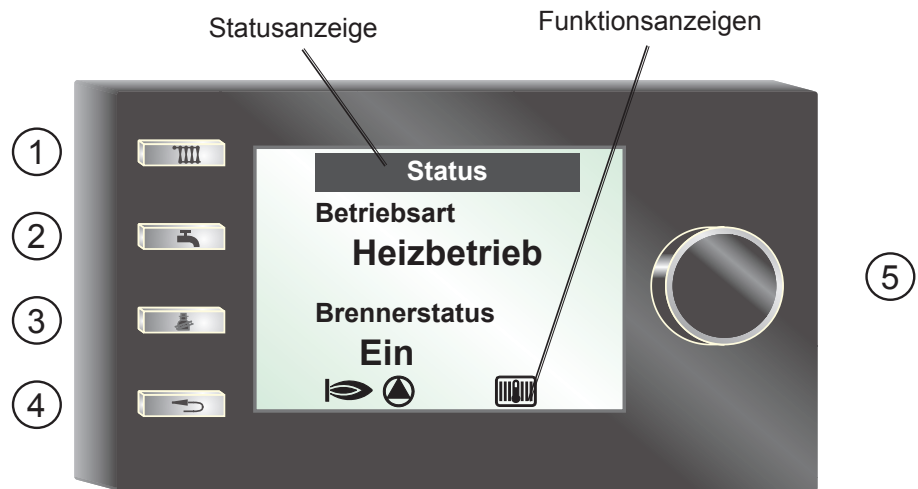 Statusanzeige
Funktionsanzeigen
1
Status
Betriebsart
2
Heizbetrieb
5
3
Brennerstatus
Ein
4